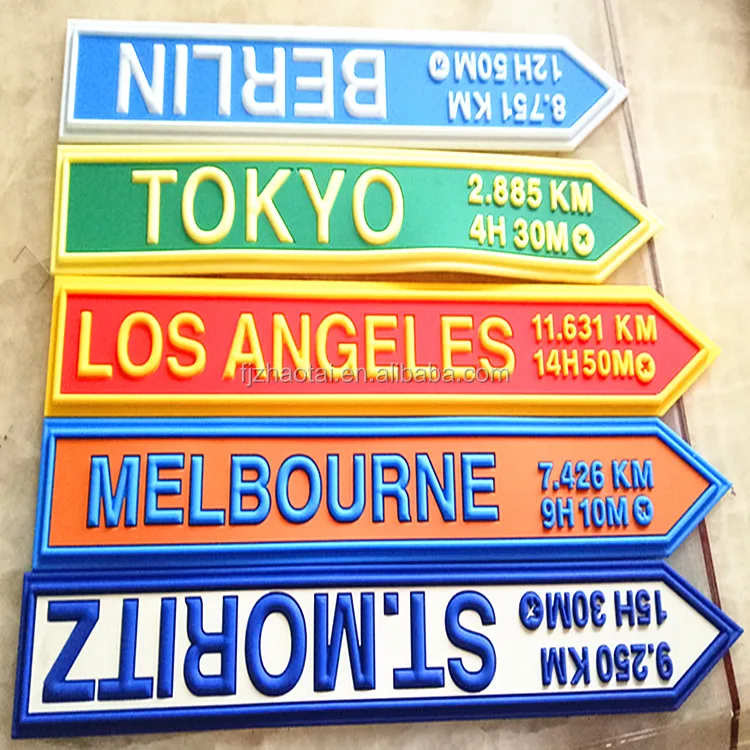 BERLIN
8.751 KM
12H 50M
TOKYO
2.885 KM
4H 30M
LOS ANGELES
11.631 KM
14H 50M
fjzhaotai.en.alibaba.com
MELBOURNE
7.426 KM
9H 10M
ST.MORITZ
9.250 KM
15H 30M